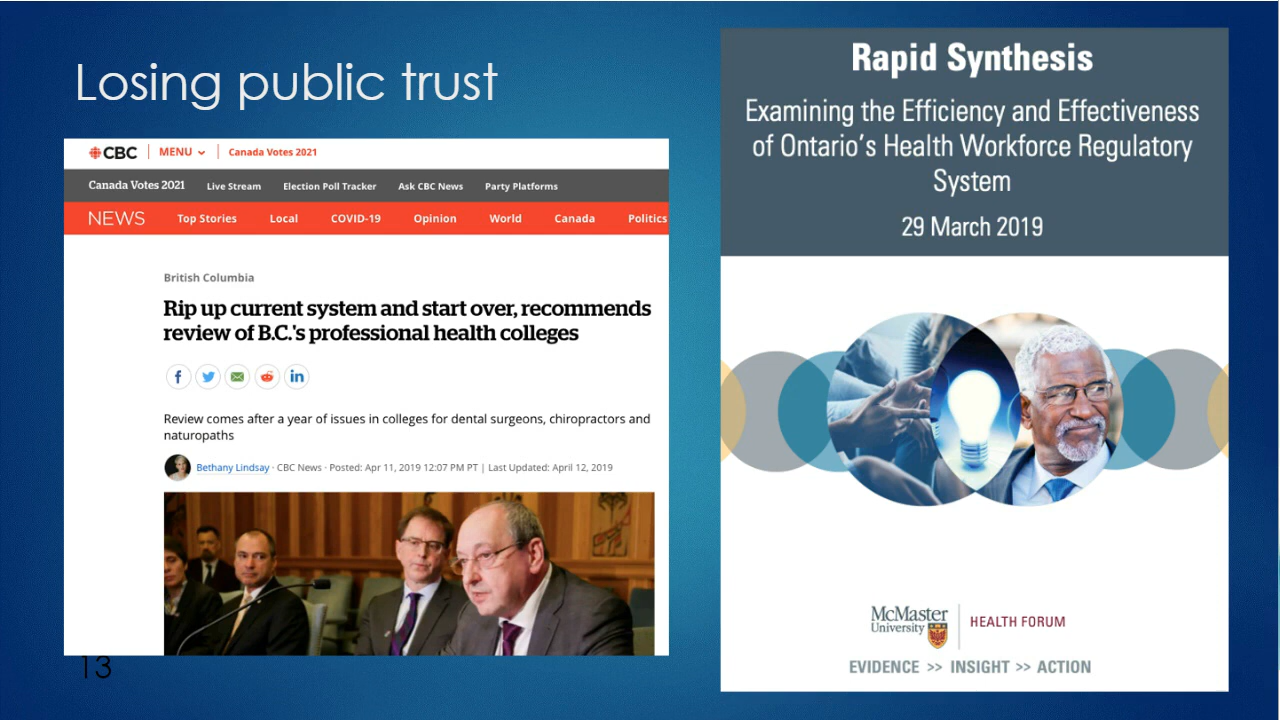 Losing public trust
CBC MENU Canada Votes 2021
Canada Votes 2021 Live Stream Election Poll Tracker Ask CBC News Party Platforms
NEWS Top Stories Local COVID-19 Opinion World Canada Politics
British Columbia
Rip up current system and start over, recommends
review of B.C.'s professional health colleges
Review comes after a year of issues in colleges for dental surgeons, chiropractors and
naturopaths
Bethany Lindsay · CBC News · Posted: Apr 11, 2019 12:07 PM PT | Last Updated: April 12, 2019
13
Rapid Synthesis
Examining the Efficiency and Effectiveness
of Ontario's Health Workforce Regulatory
System
29 March 2019
McMaster
University
HEALTH FORUM
EVIDENCE >> INSIGHT >> ACTION